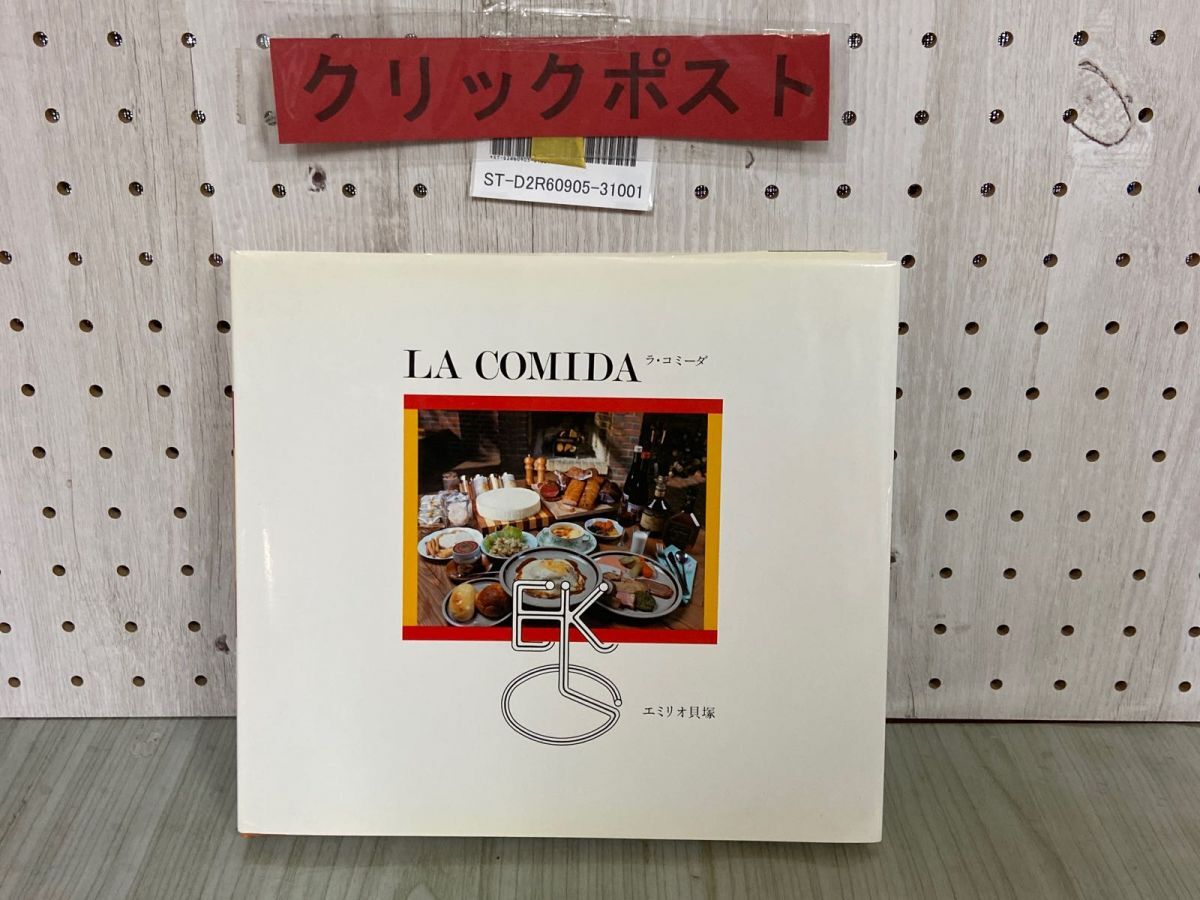 クリックポスト
ST-D2R60905-31001
LA COMIDA ラ・コミーダ
EK
エミリオ貝塚